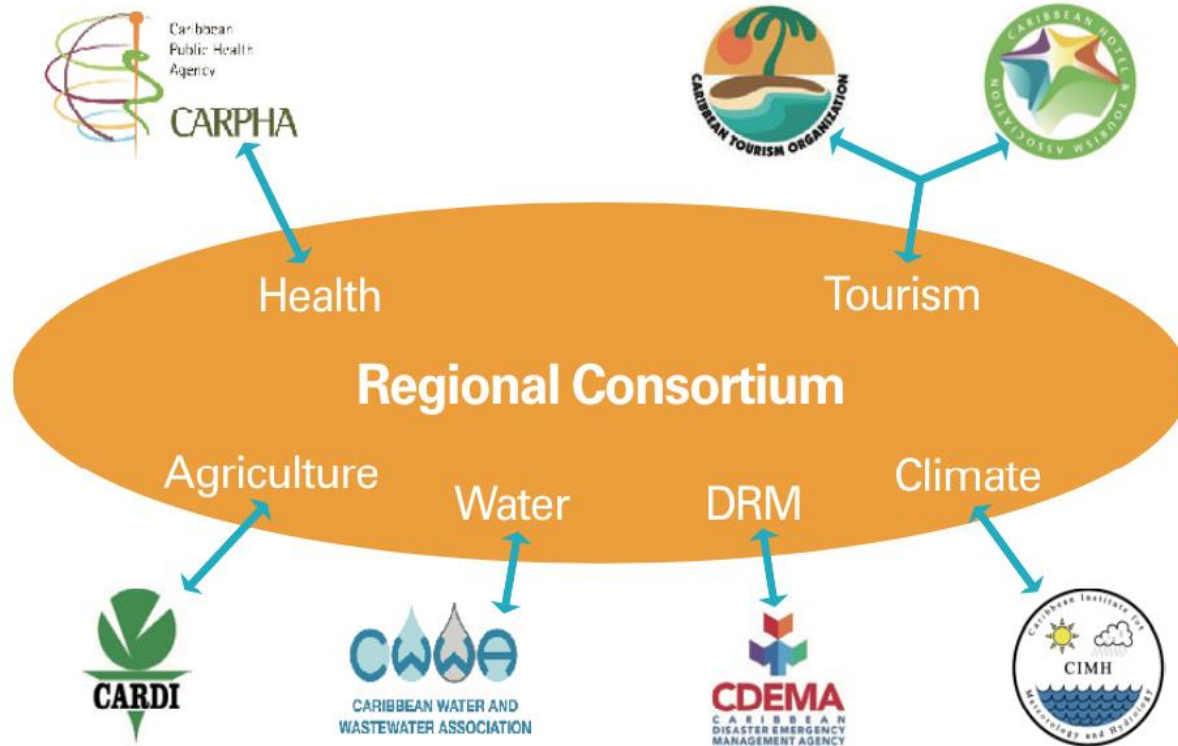 Caribbean
Public Health
Agency
CARPHA
CARIBBEAN TOURISM ORGANIZATION
CARIBBEAN HOTEL & TOURISM ASSOCIATION
Health
Tourism
Regional Consortium
Agriculture
Water
DRM
Climate
CARDI
CWWA
CARIBBEAN WATER AND
WASTEWATER ASSOCIATION
CDEMA
CARIBBEAN
DISASTER EMERGENCY
MANAGEMENT AGENCY
Caribbean Institute for
CIMH
Meteorology and Hydrology